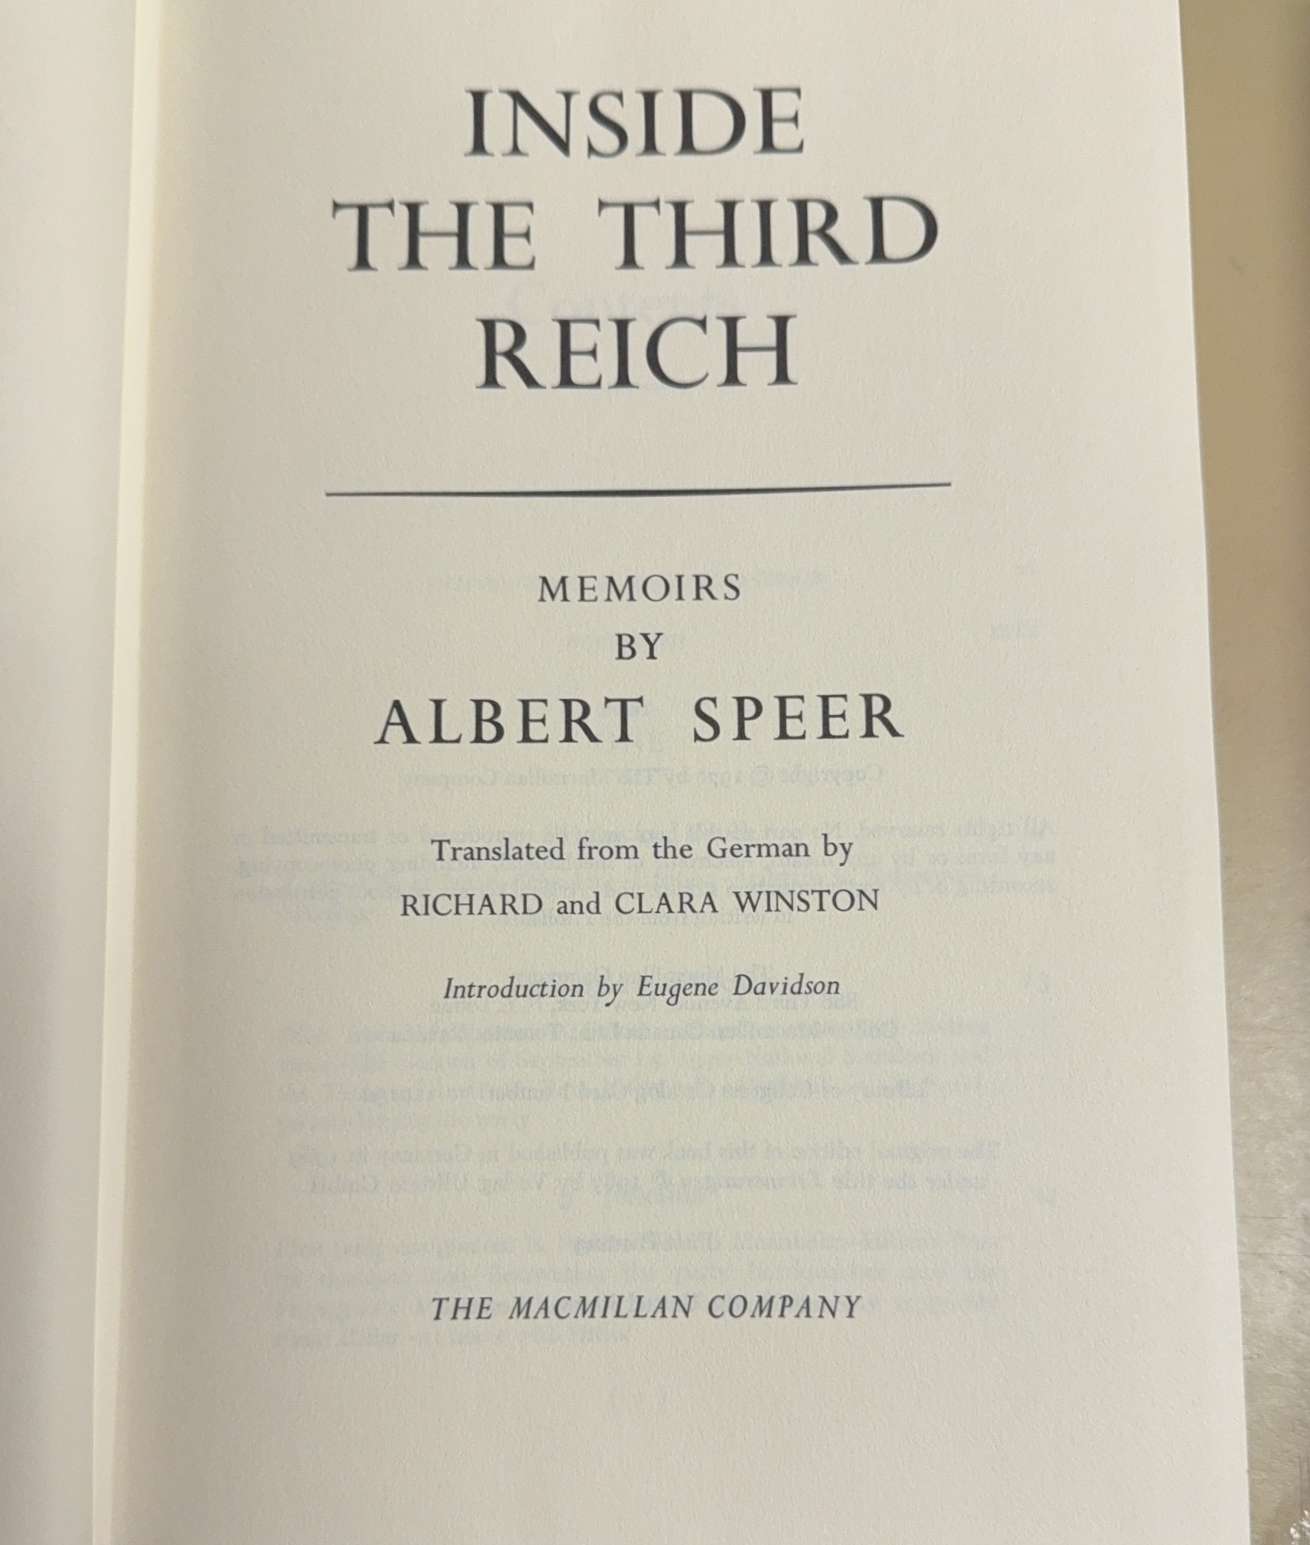 INSIDE
THE THIRD
REICH
MEMOIRS
BY
ALBERT SPEER
Translated from the German by
RICHARD and CLARA WINSTON
Introduction by Eugene Davidson
THE MACMILLAN COMPANY